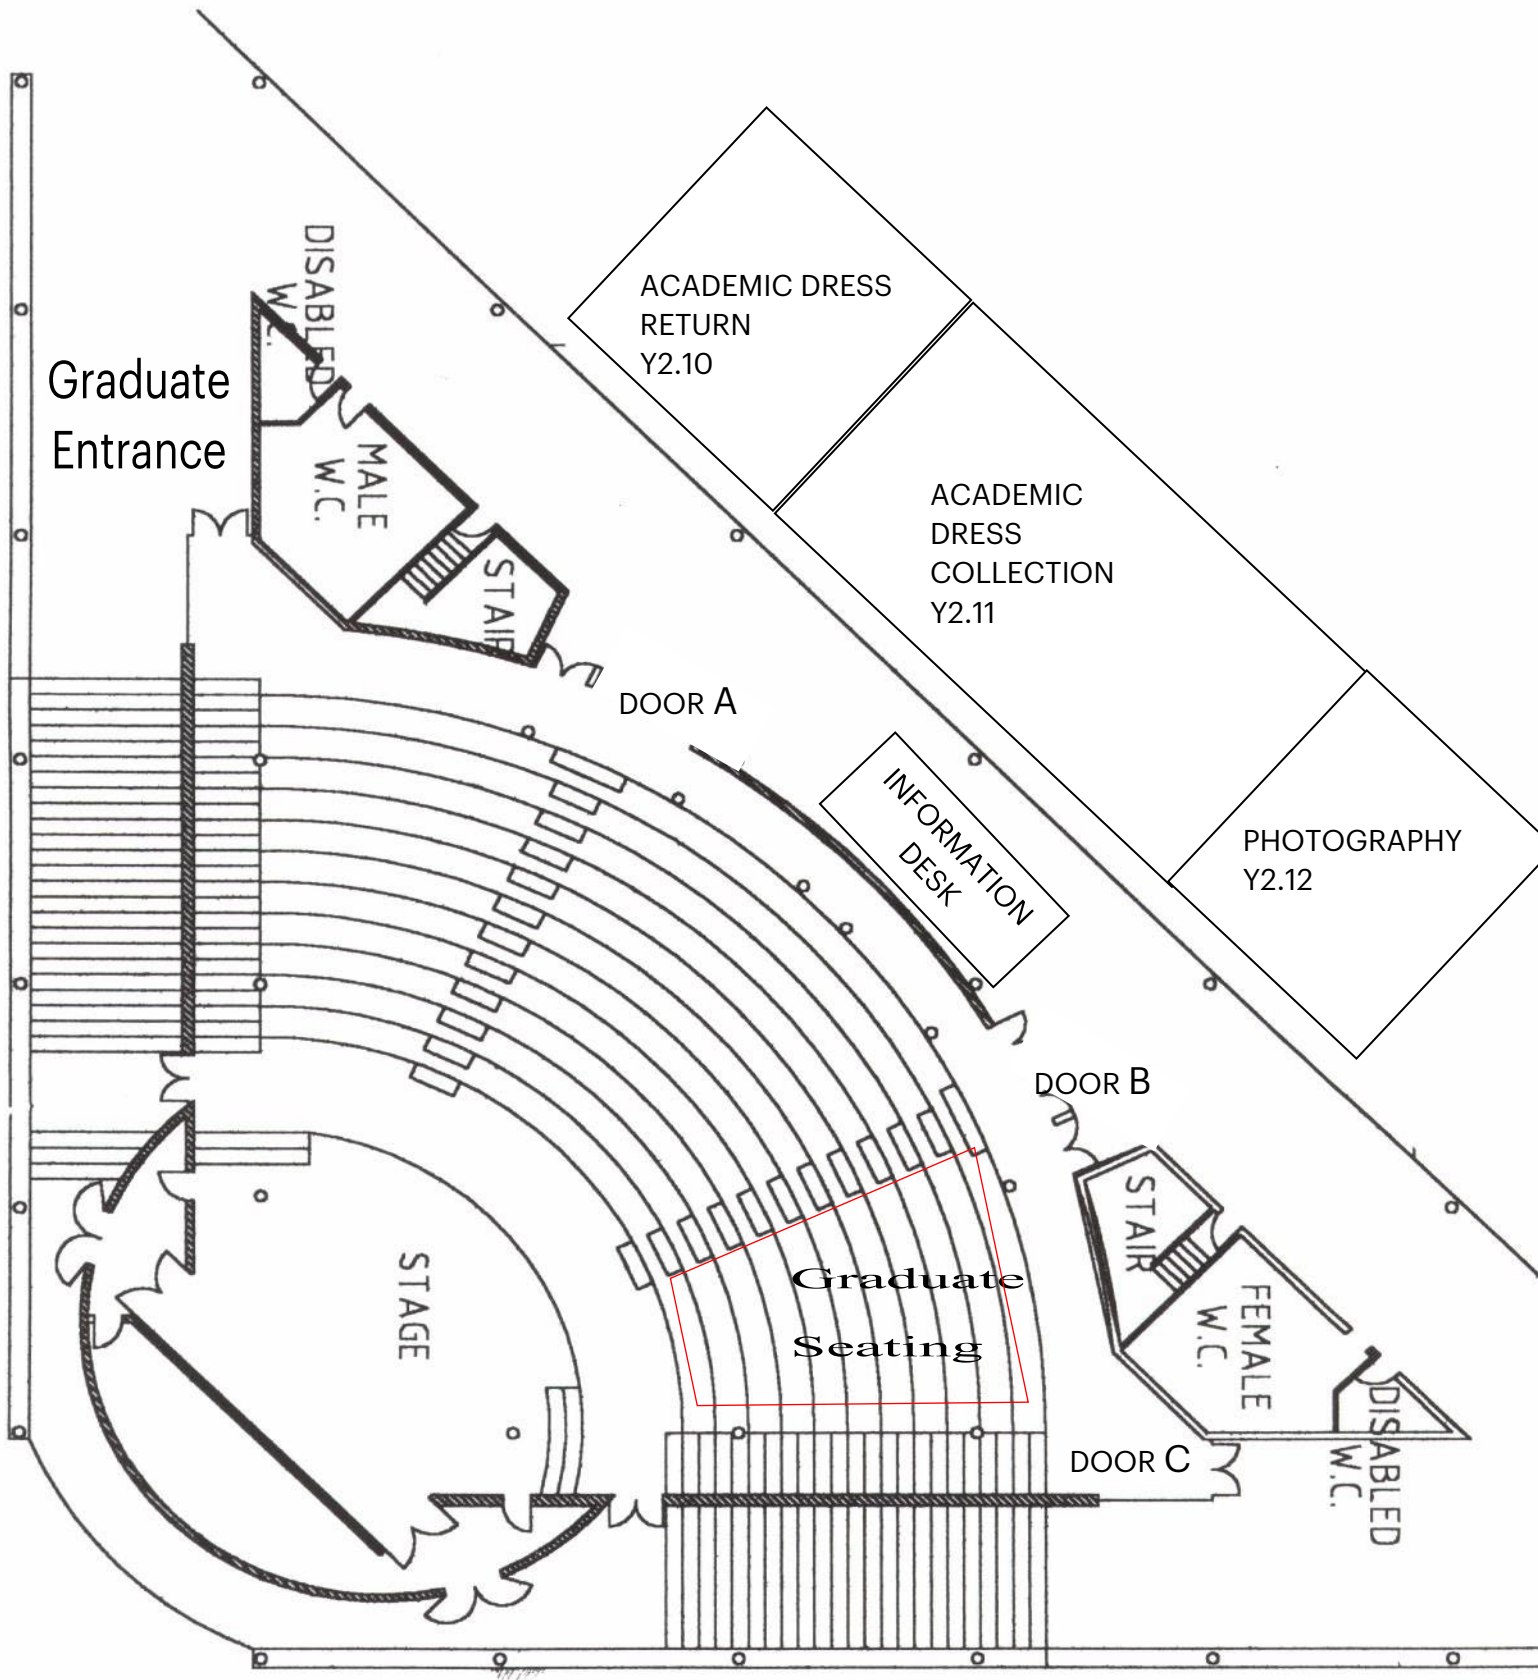 DISABLED
W.C.
Graduate
Entrance
MALE
W.C.
STAIR
ACADEMIC DRESS
RETURN
Y2.10
ACADEMIC
DRESS
COLLECTION
Y2.11
DOOR A
INFORMATION
DESK
PHOTOGRAPHY
Y2.12
DOOR B
STAIR
STAGE
Graduate
Seating
FEMALE
W.C.
DOOR C
DISABLED
W.C.